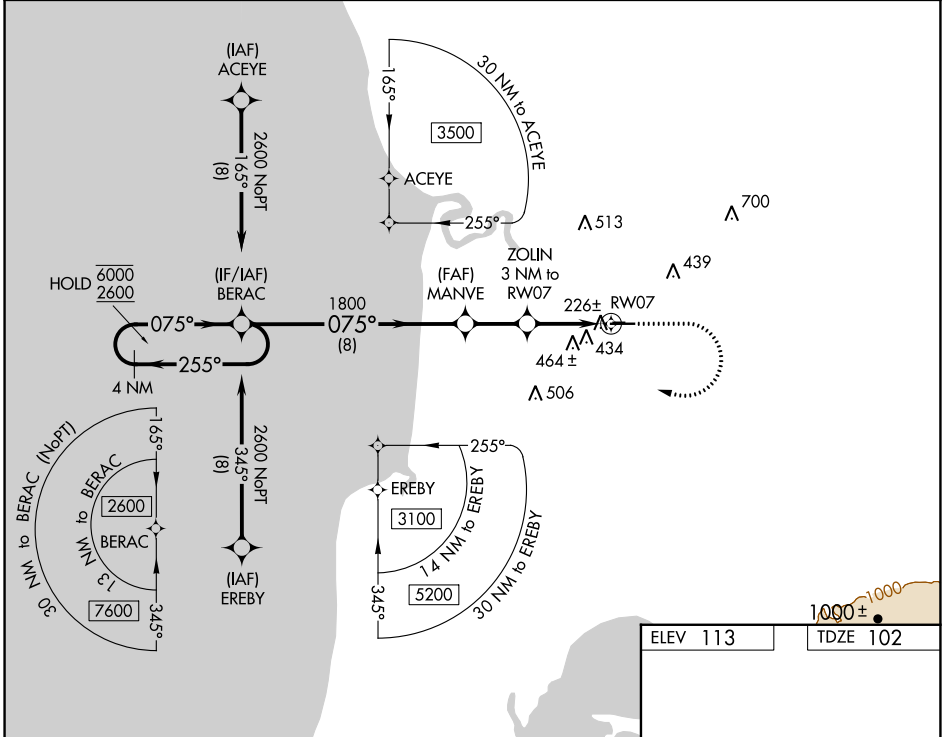 (IAF)
ACEYE
2600 NoPT
165°
(8)
30 NM to ACEYE
165°
3500
ACEYE
255°
513
700
439
HOLD 6000
2600
075°
255°
4 NM
(IF/IAF)
BERAC
1800
075°
(8)
(FAF)
MANVE
ZOLIN
3 NM to
RW07
226±
RW07
464 ±
434
506
2600 NoPT
345°
(8)
(IAF)
EREBY
30 NM to BERAC (NoPT)
13 NM to BERAC
165°
2600
BERAC
7600
345°
255°
EREBY
3100
14 NM to EREBY
5200
30 NM to EREBY
345°
1000
1000 ±
ELEV 113
TDZE 102